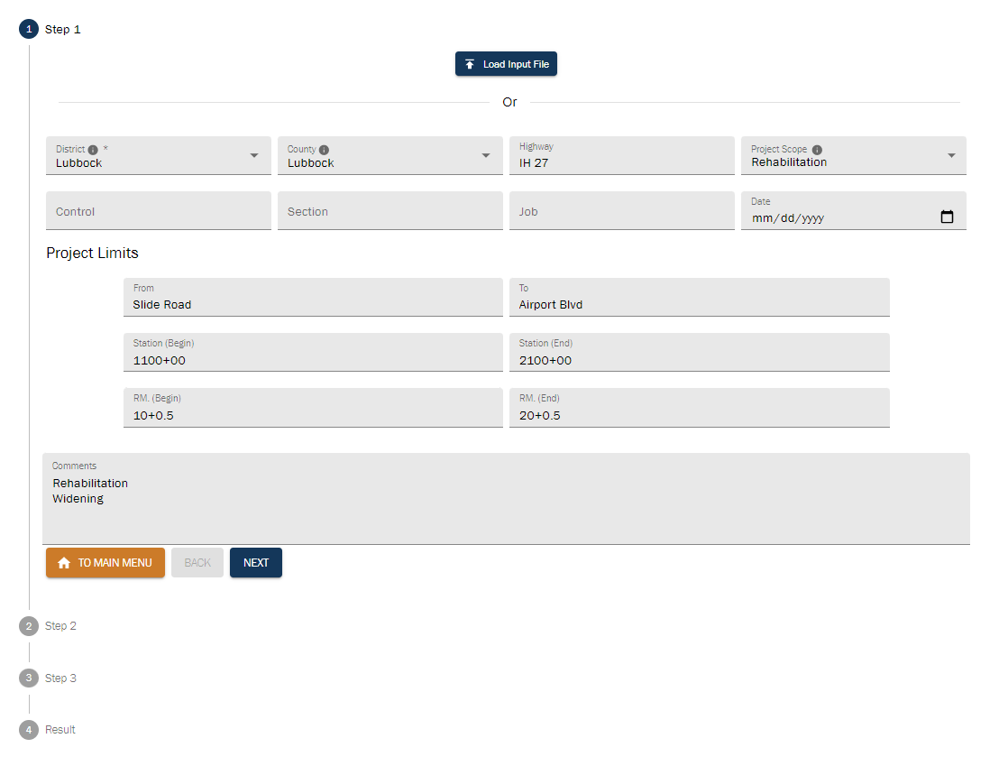 1 Step 1
Load Input File
Or
District * County Highway Project Scope
Lubbock Lubbock IH 27 Rehabilitation
Control Section Job Date
mm/dd/yyyy
Project Limits
From To
Slide Road Airport Blvd
Station (Begin) Station (End)
1100+00 2100+00
RM. (Begin) RM. (End)
10+0.5 20+0.5
Comments
Rehabilitation
Widening
TO MAIN MENU BACK NEXT
2 Step 2
3 Step 3
4 Result